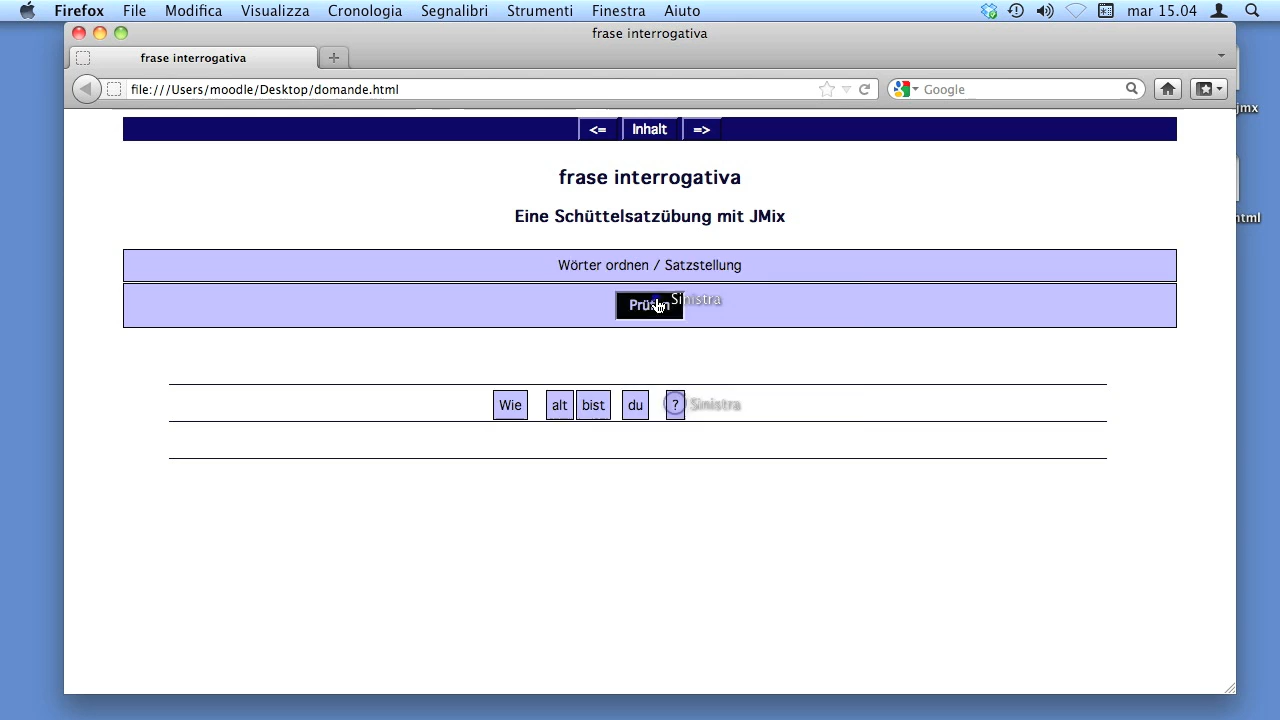 Firefox File Modifica Visualizza Cronologia Segnalibri Strumenti Finestra Aiuto mar 15.04
frase interrogativa
frase interrogativa
file:///Users/moodle/Desktop/domande.html Google
jmx
<= Inhalt =>
frase interrogativa
Eine Schüttelsatzübung mit JMix
html
Wörter ordnen / Satzstellung
Sinistra
Wie alt bist du ? Sinistra